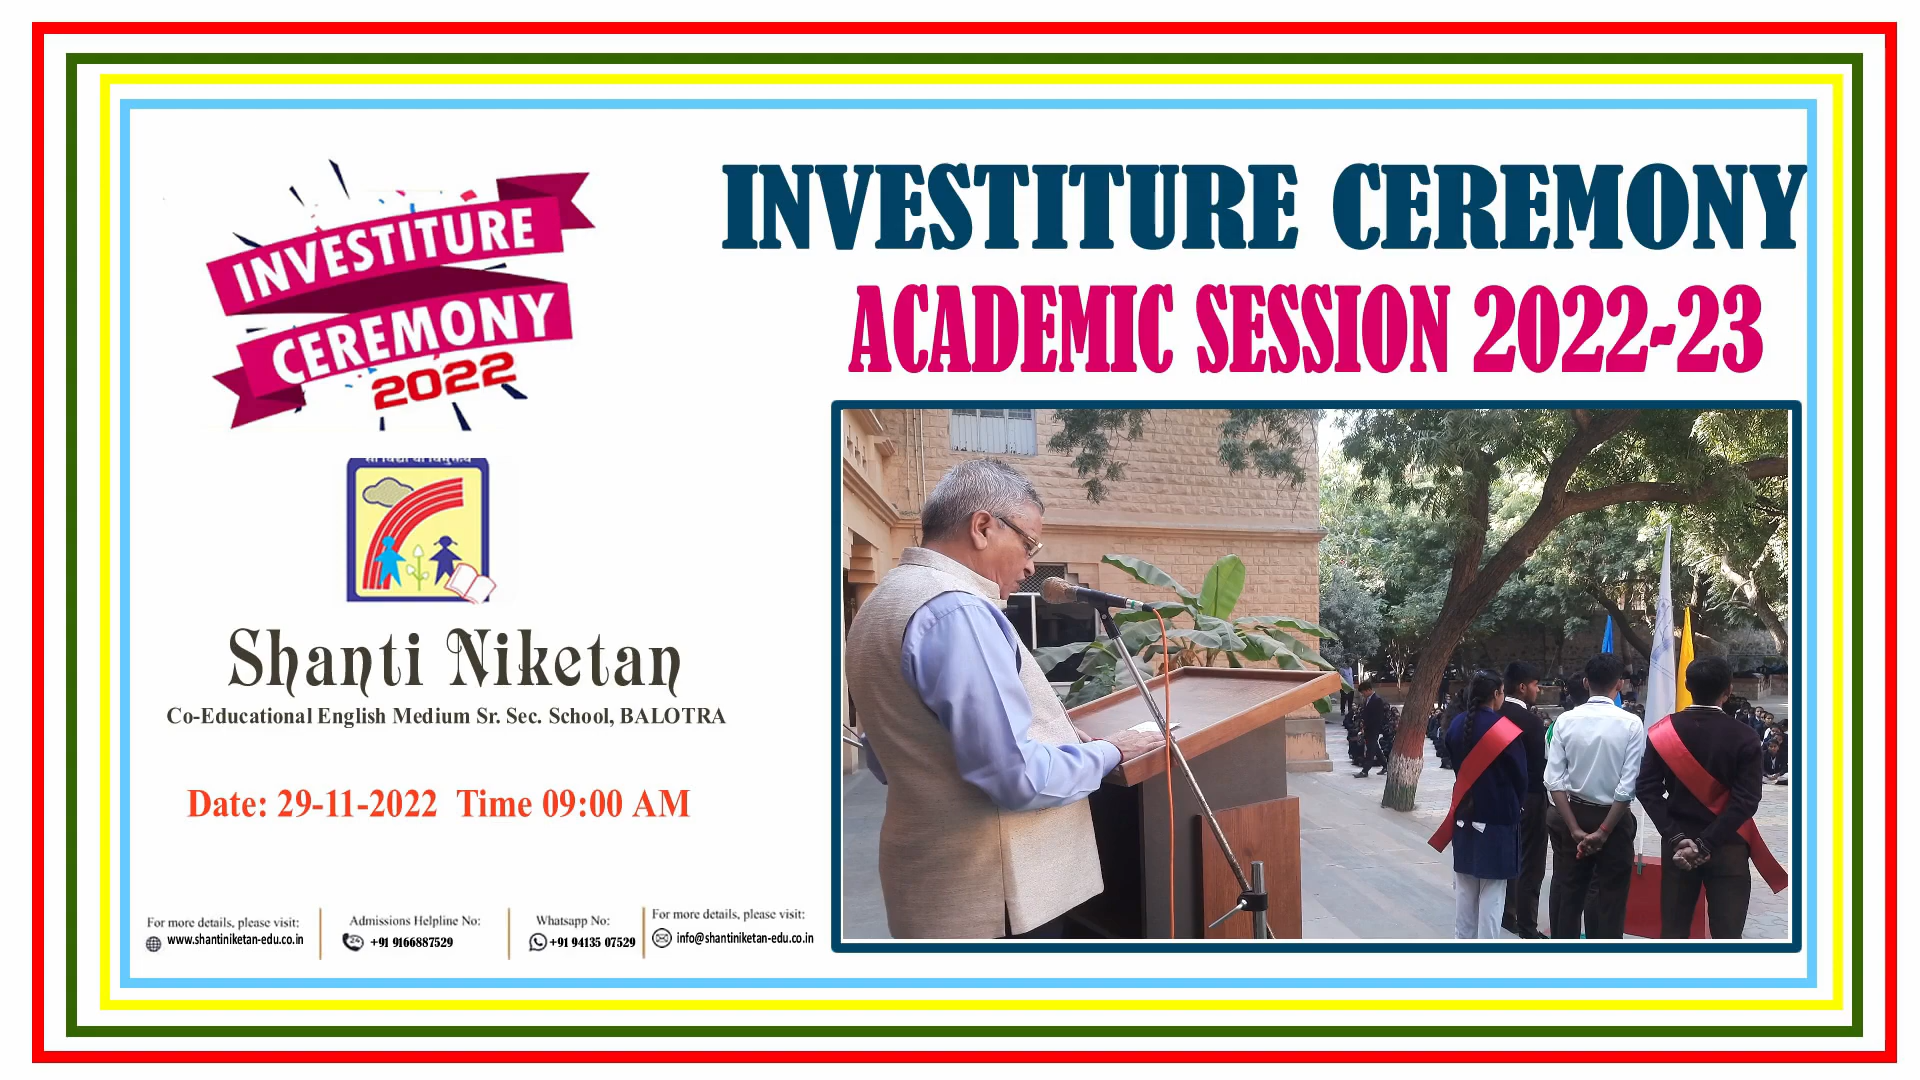 INVESTITURE CEREMONY
ACADEMIC SESSION 2022-23
INVESTITURE
CEREMONY
2022
Shanti Niketan
Co-Educational English Medium Sr. Sec. School, BALOTRA
Date: 29-11-2022 Time 09:00 AM
For more details, please visit:
www.shantiniketan-edu.co.in
Admissions Helpline No:
+91 9166887529
Whatsapp No:
+91 94135 07529
For more details, please visit:
info@shantiniketan-edu.co.in